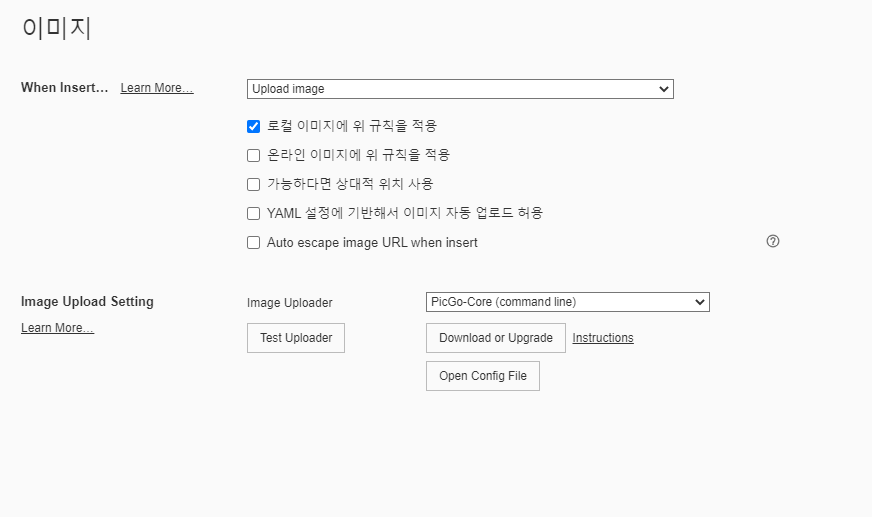 이미지
When Insert... Learn More... Upload image
로컬 이미지에 위 규칙을 적용
온라인 이미지에 위 규칙을 적용
가능하다면 상대적 위치 사용
YAML 설정에 기반해서 이미지 자동 업로드 허용
Auto escape image URL when insert ?
Image Upload Setting Image Uploader PicGo-Core (command line)
Learn More... Test Uploader Download or Upgrade Instructions
Open Config File